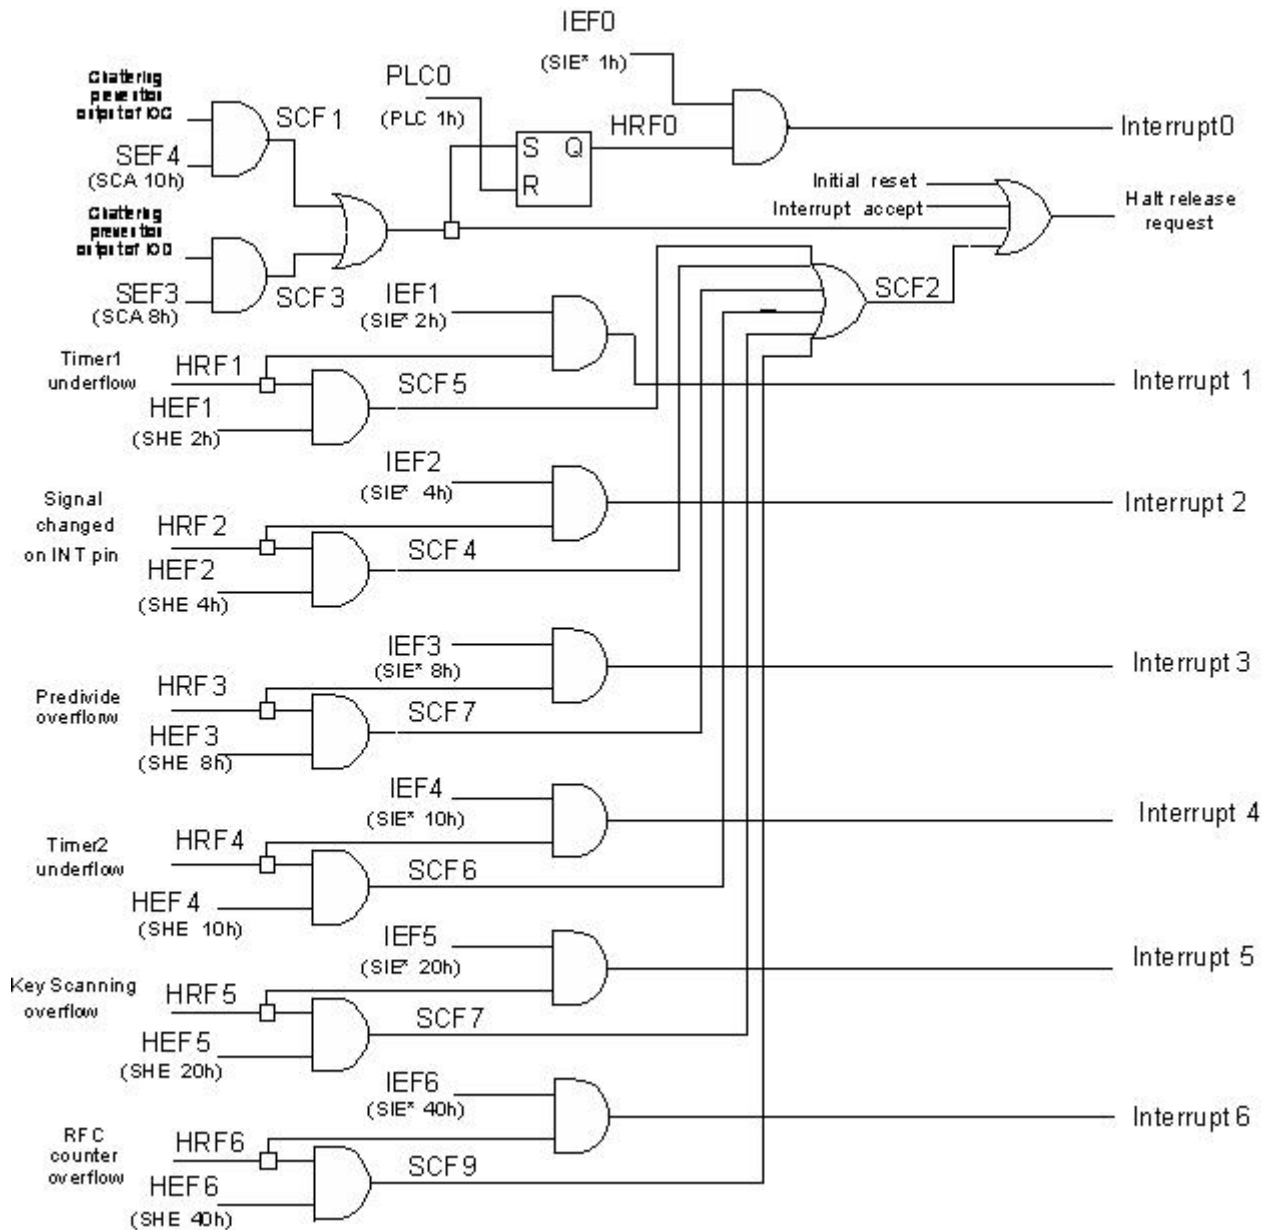 IEF0
(SIE* 1h)
PLC0
(PLC 1h)
Chattering
prevention
output of IOC
SCF1
SEF4
(SCA 10h)
S Q
R
HRF0
Interrupt0
Initial reset
Interrupt accept
Halt release
request
Chattering
prevention
output of IOD
SEF3
(SCA 8h)
SCF3
SCF2
IEF1
(SIE* 2h)
Timer1
underflow
HRF1
HEF1
(SHE 2h)
SCF5
Interrupt 1
IEF2
(SIE* 4h)
Signal
changed
on INT pin
HRF2
HEF2
(SHE 4h)
SCF4
Interrupt 2
IEF3
(SIE* 8h)
Predivide
overflow
HRF3
HEF3
(SHE 8h)
SCF7
Interrupt 3
IEF4
(SIE* 10h)
Timer2
underflow
HRF4
HEF4
(SHE 10h)
SCF6
Interrupt 4
IEF5
(SIE* 20h)
Key Scanning
overflow
HRF5
HEF5
(SHE 20h)
SCF7
Interrupt 5
IEF6
(SIE* 40h)
RFC
counter
overflow
HRF6
HEF6
(SHE 40h)
SCF9
Interrupt 6